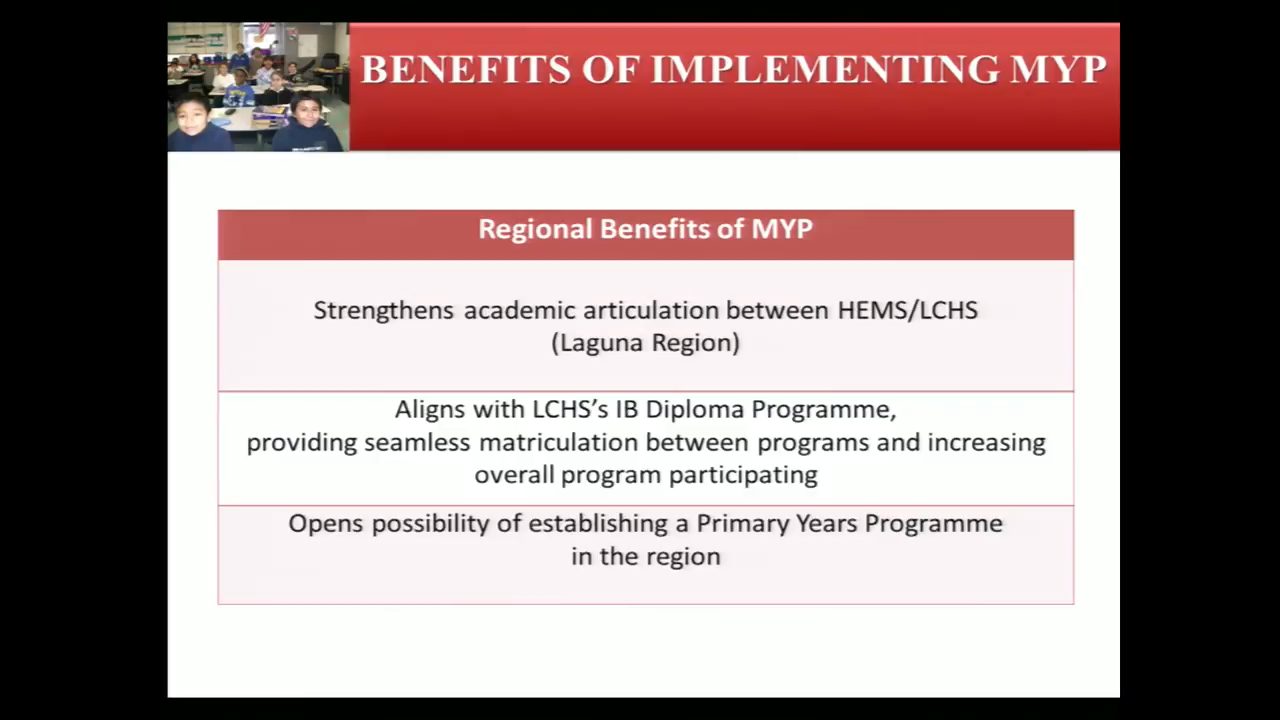 BENEFITS OF IMPLEMENTING MYP
Regional Benefits of MYP
Strengthens academic articulation between HEMS/LCHS
(Laguna Region)
Aligns with LCHS’s IB Diploma Programme,
providing seamless matriculation between programs and increasing
overall program participating
Opens possibility of establishing a Primary Years Programme
in the region